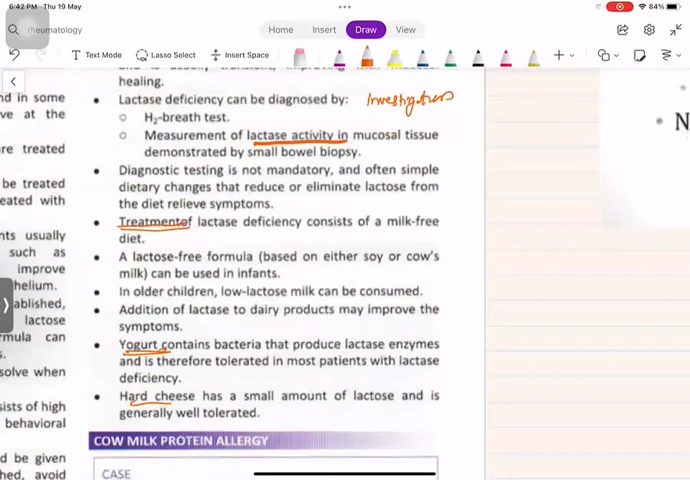 6:42 PM Thu 19 May
84%
rheumatology
Home Insert Draw View
Text Mode Lasso Select Insert Space
healing.
• Lactase deficiency can be diagnosed by: Investigations
○ H2-breath test.
○ Measurement of lactase activity in mucosal tissue
demonstrated by small bowel biopsy.
• Diagnostic testing is not mandatory, and often simple
dietary changes that reduce or eliminate lactose from
the diet relieve symptoms.
• Treatmentof lactase deficiency consists of a milk-free
diet.
• A lactose-free formula (based on either soy or cow's
milk) can be used in infants.
• In older children, low-lactose milk can be consumed.
• Addition of lactase to dairy products may improve the
symptoms.
• Yogurt contains bacteria that produce lactase enzymes
and is therefore tolerated in most patients with lactase
deficiency.
• Hard cheese has a small amount of lactose and is
generally well tolerated.
COW MILK PROTEIN ALLERGY
CASE
nd in some
ve at the
re treated
be treated
eated with
nts usually
such as
improve
helium.
ablished,
lactose
rmula can
s.
solve when
sists of high
behavioral
d be given
hed, avoid
• N